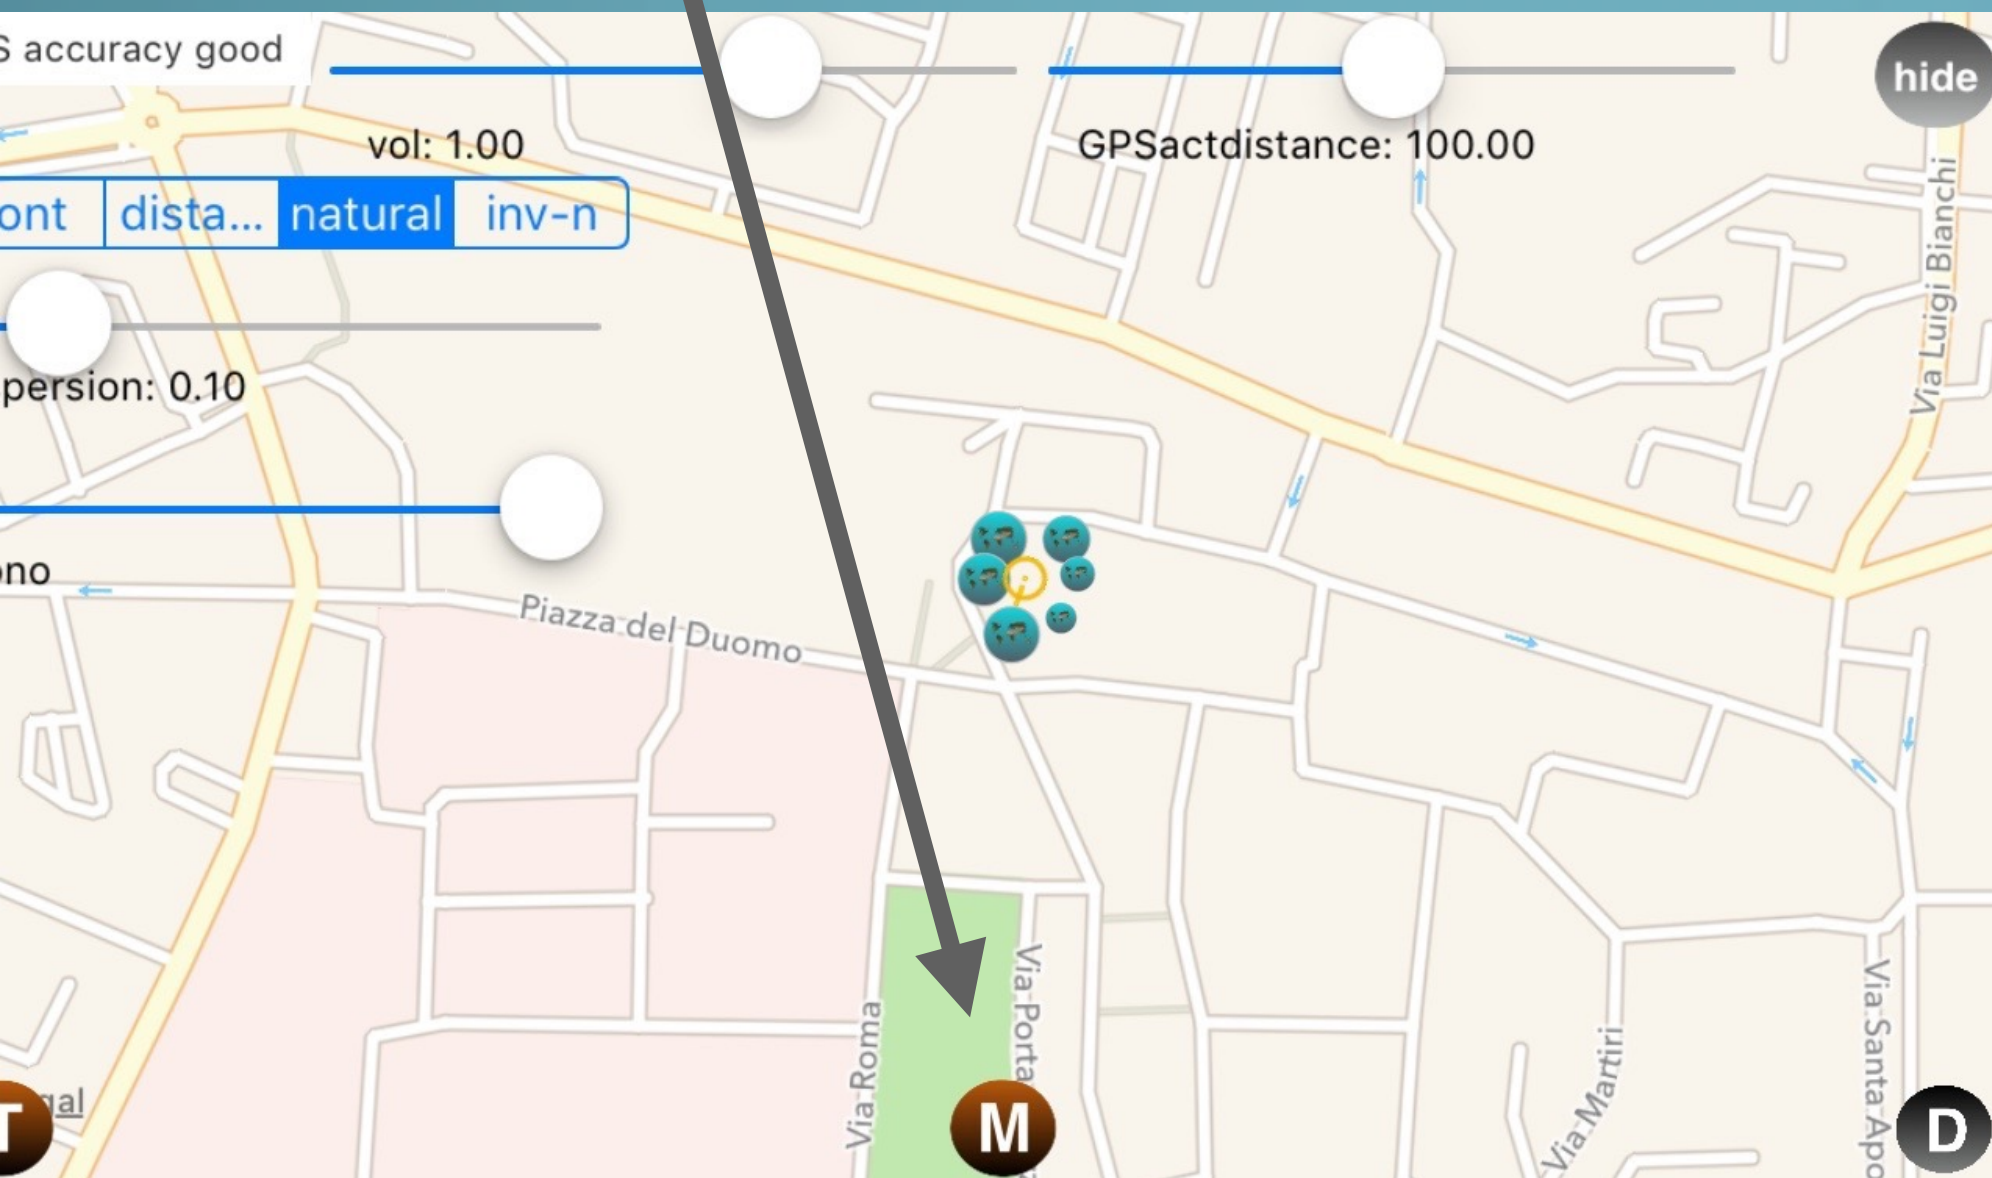 S accuracy good
hide
vol: 1.00
GPSactdistance: 100.00
ont
dista...
natural
inv-n
Via Luigi Bianchi
persion: 0.10
ono
Piazza del Duomo
Via Roma
Via Porta
Via Martiri
Via Santa Apo
gal
T
M
D